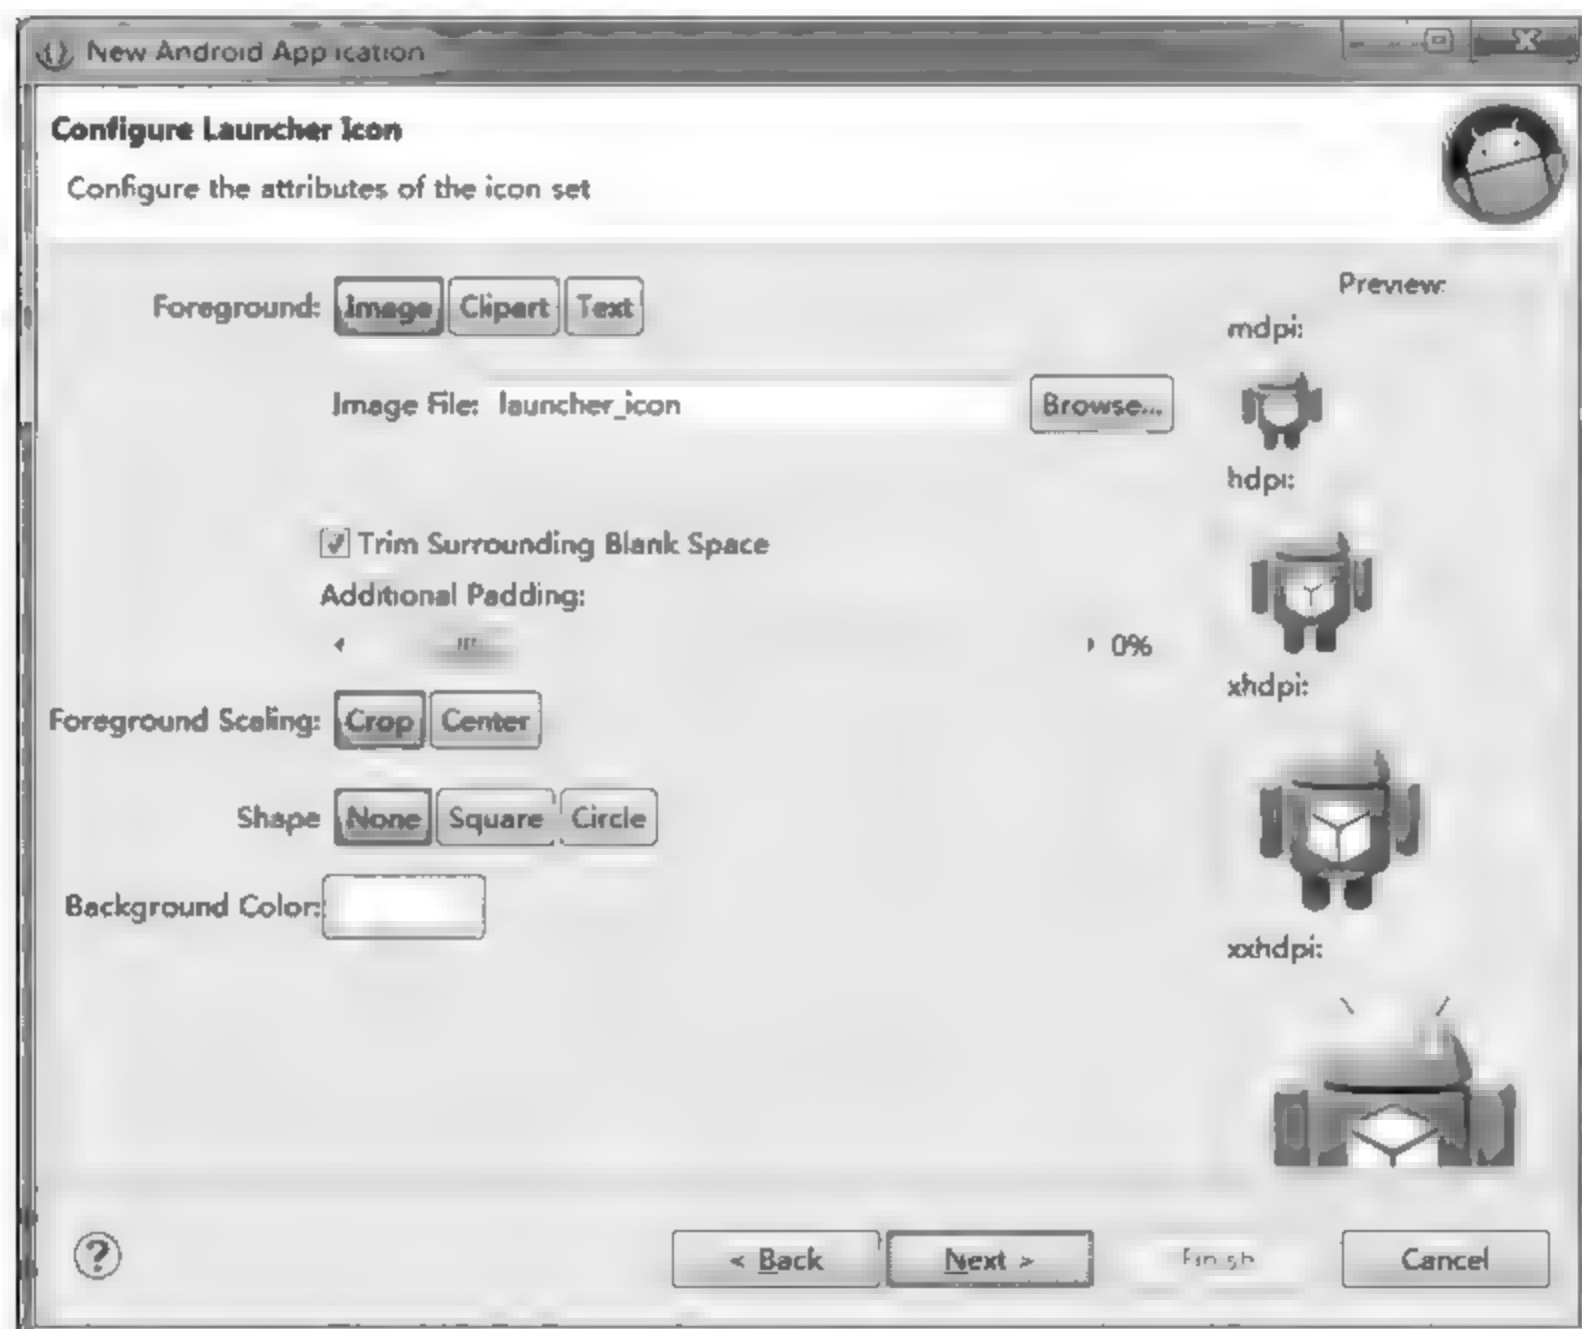 New Android Application
Configure Launcher Icon
Configure the attributes of the icon set
Foreground: Image Clipart Text
Image File: launcher_icon Browse...
Trim Surrounding Blank Space
Additional Padding:
0%
Foreground Scaling: Crop Center
Shape None Square Circle
Background Color:
Preview:
mdpi:
hdpi:
xhdpi:
xxhdpi:
? < Back Next > Finish Cancel